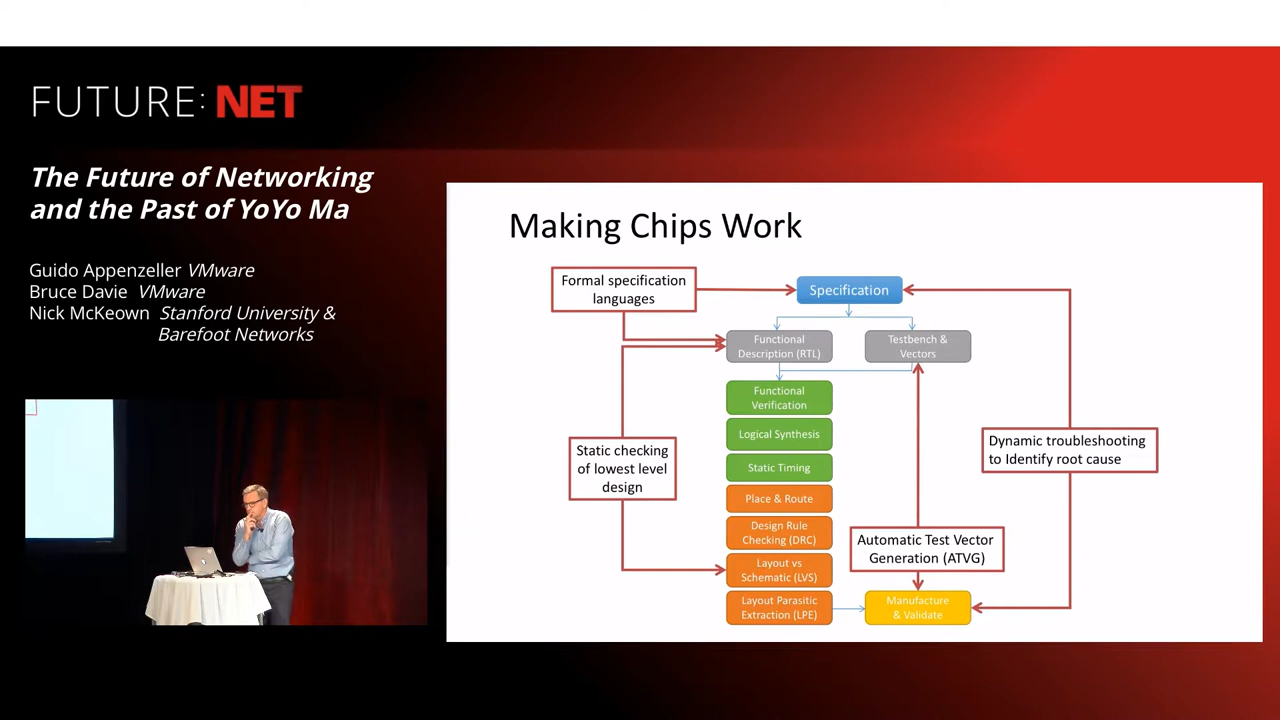 FUTURE: NET
The Future of Networking
and the Past of YoYo Ma
Guido Appenzeller VMware
Bruce Davie VMware
Nick McKeown Stanford University &
Barefoot Networks
Making Chips Work
Formal specification
languages
Specification
Functional
Description (RTL)
Testbench &
Vectors
Functional
Verification
Logical Synthesis
Static Timing
Place & Route
Design Rule
Checking (DRC)
Layout vs
Schematic (LVS)
Layout Parasitic
Extraction (LPE)
Static checking
of lowest level
design
Dynamic troubleshooting
to Identify root cause
Automatic Test Vector
Generation (ATVG)
Manufacture
& Validate